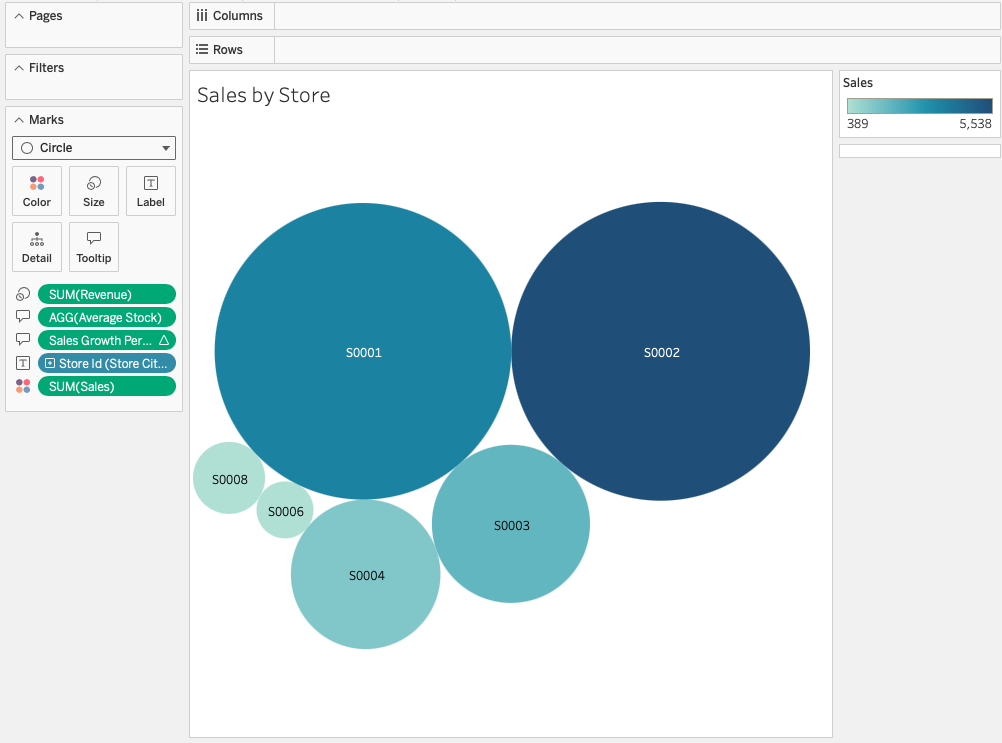 Pages
Columns
Rows
Filters
Marks
Circle
Color
Size
Label
Detail
Tooltip
SUM(Revenue)
AGG(Average Stock)
Sales Growth Per...
Store Id (Store Cit...
SUM(Sales)
Sales by Store
S0001
S0002
S0008
S0006
S0003
S0004
Sales
389 5,538